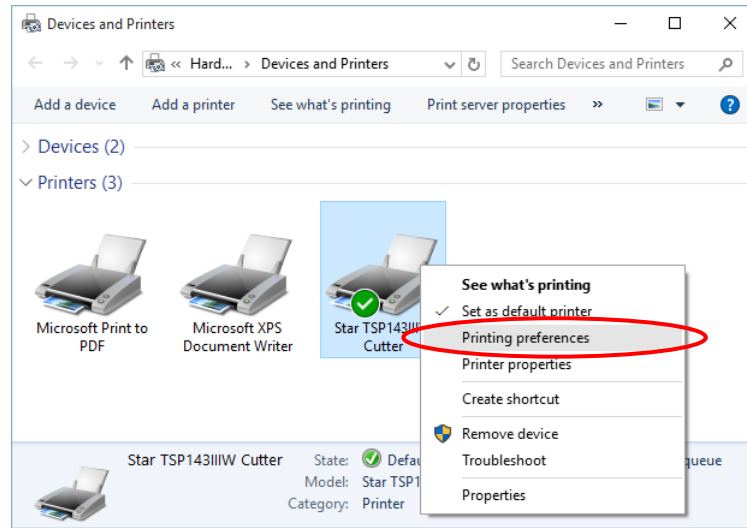 Devices and Printers
« Hard... > Devices and Printers
Search Devices and Printers
Add a device Add a printer See what's printing Print server properties »
Devices (2)
Printers (3)
Microsoft Print to
PDF
Microsoft XPS
Document Writer
Star TSP143III
Cutter
See what's printing
Set as default printer
Printing preferences
Printer properties
Create shortcut
Remove device
Troubleshoot
Properties
Star TSP143IIIW Cutter State: Defau queue
Model: Star TSP1
Category: Printer